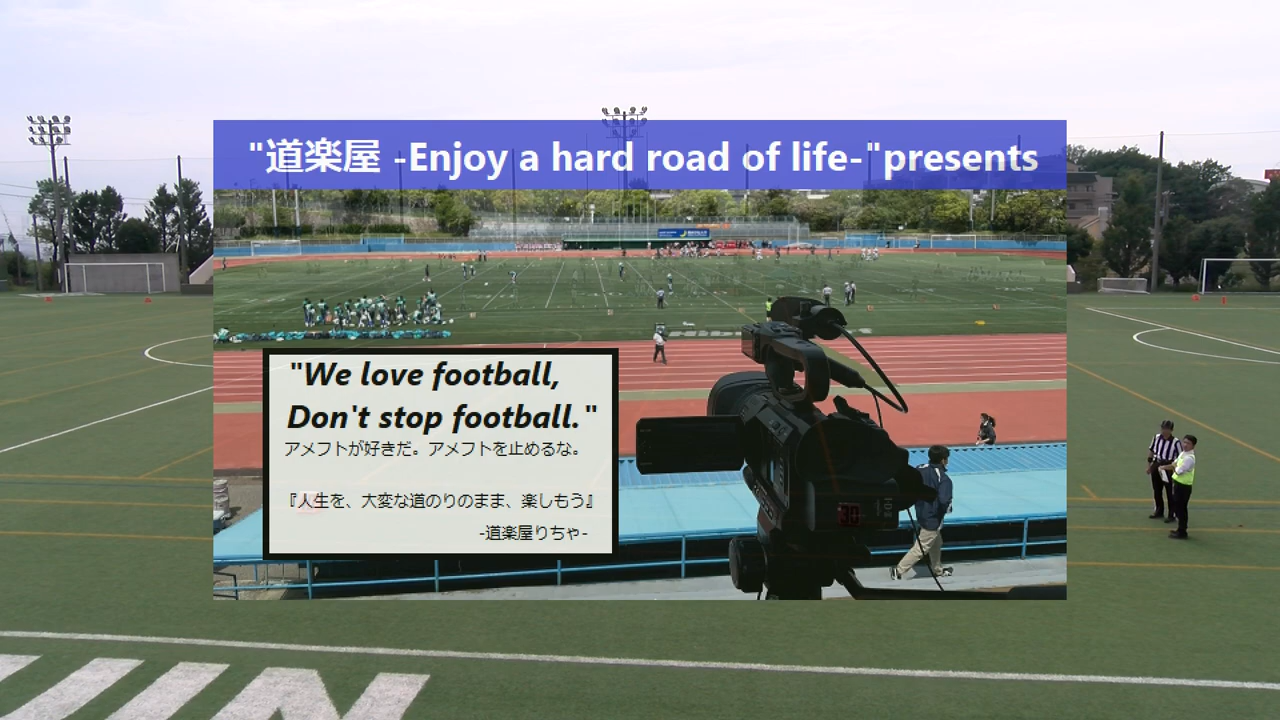 "道楽屋 -Enjoy a hard road of life-"presents
"We love football,
Don't stop football."
アメフトが好きだ。アメフトを止めるな。
『人生を、大変な道のりのまま、楽しもう』
-道楽屋りちゃ-
30